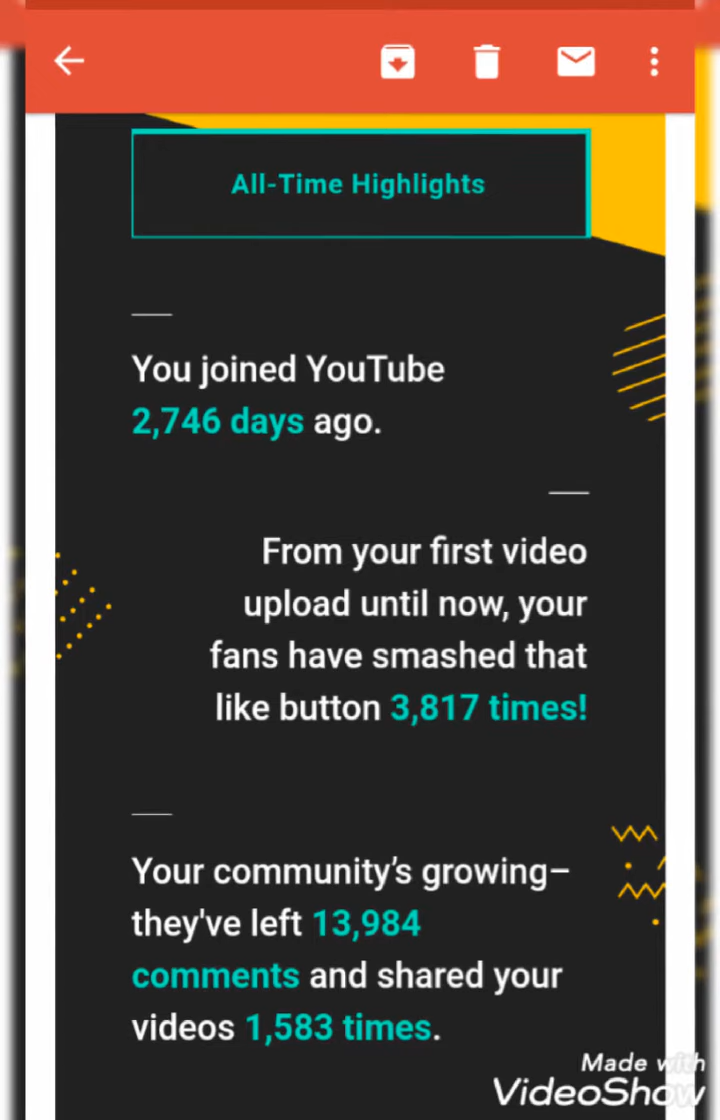 All-Time Highlights
You joined YouTube
2,746 days ago.
From your first video
upload until now, your
fans have smashed that
like button 3,817 times!
Your community's growing–
they've left 13,984
comments and shared your
videos 1,583 times.
Made with
VideoShow